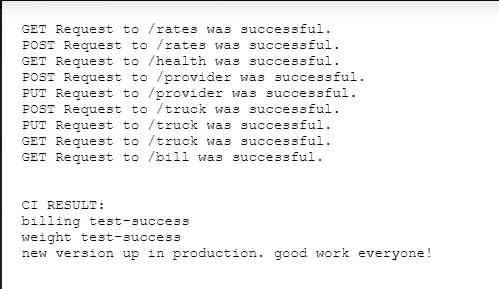 GET Request to /rates was successful.
POST Request to /rates was successful.
GET Request to /health was successful.
POST Request to /provider was successful.
PUT Request to /provider was successful.
POST Request to /truck was successful.
PUT Request to /truck was successful.
GET Request to /truck was successful.
GET Request to /bill was successful.
CI RESULT:
billing test-success
weight test-success
new version up in production. good work everyone!